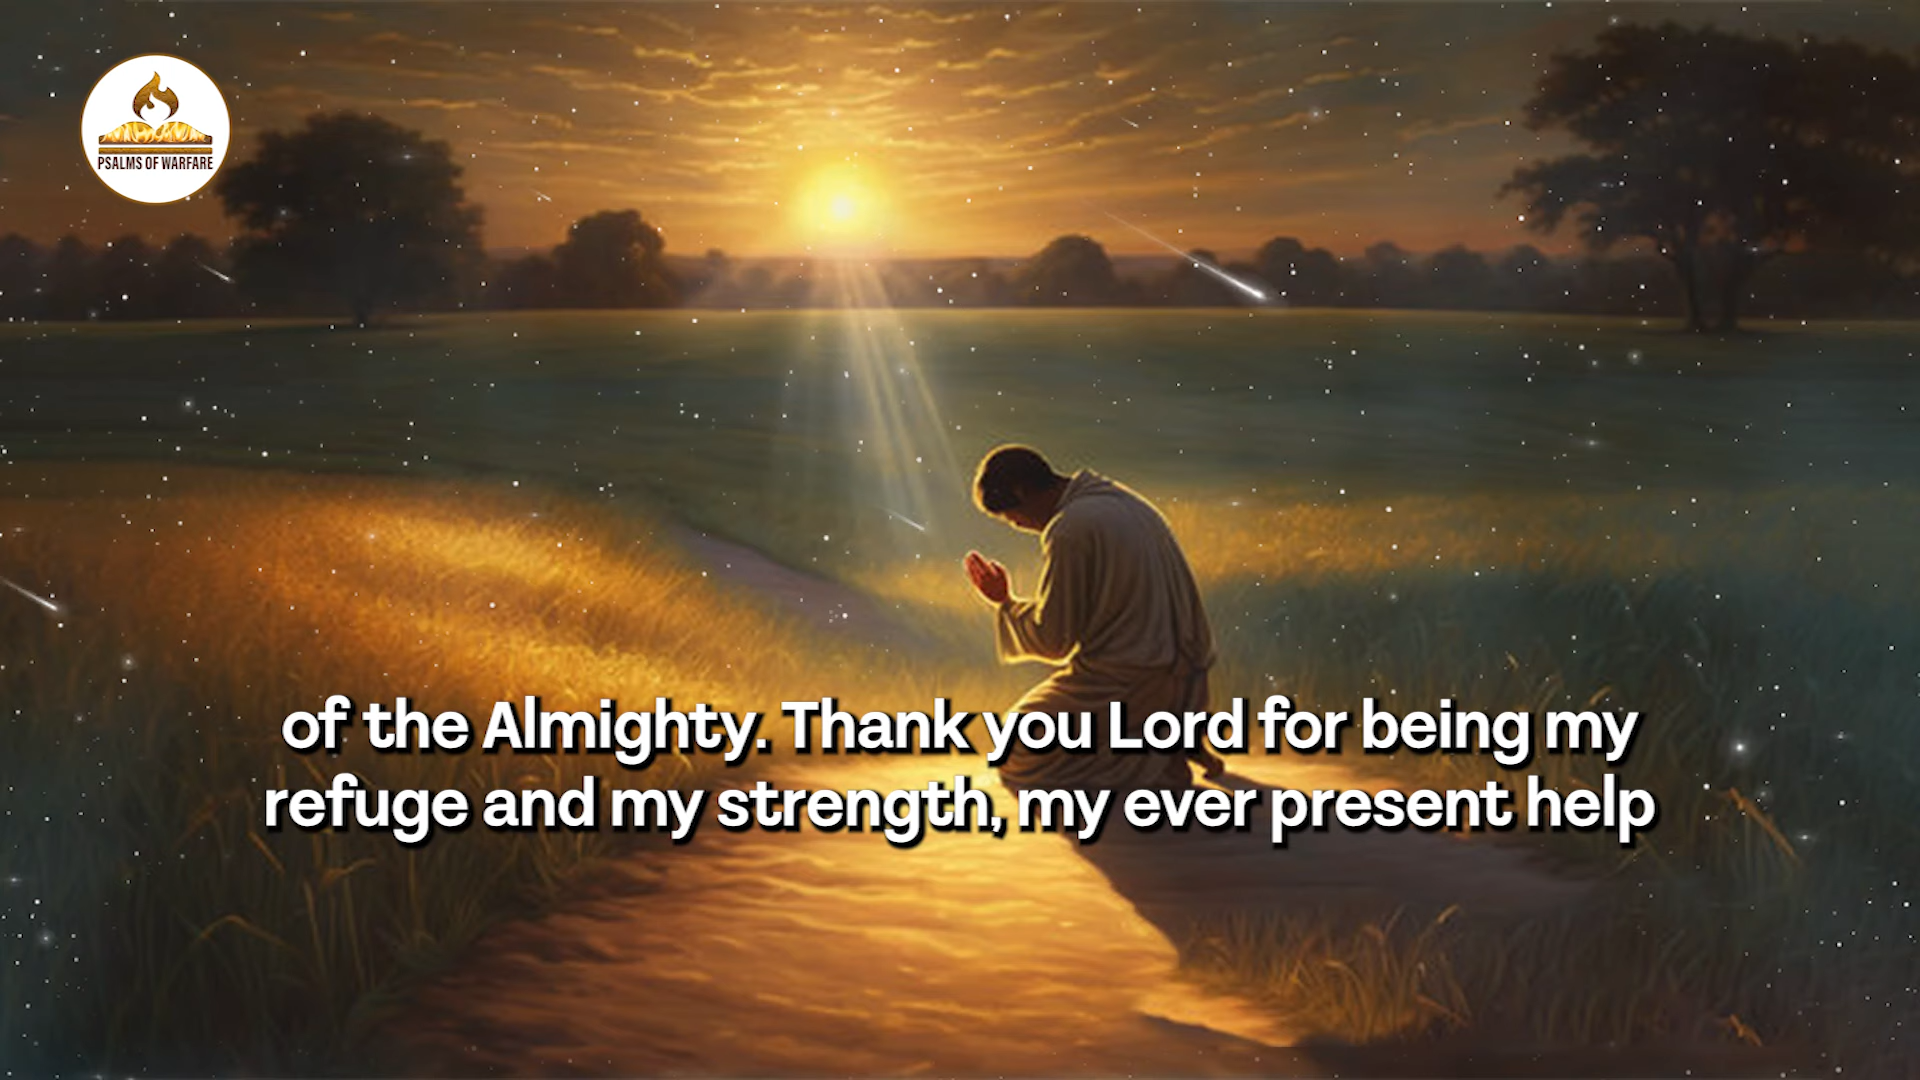 PSALMS OF WARFARE
of the Almighty. Thank you Lord for being my
refuge and my strength, my ever present help